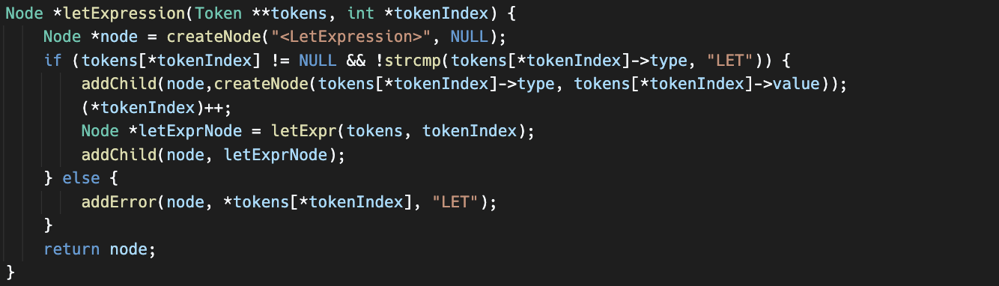 Node *letExpression(Token **tokens, int *tokenIndex) {
    Node *node = createNode("<LetExpression>", NULL);
    if (tokens[*tokenIndex] != NULL && !strcmp(tokens[*tokenIndex]->type, "LET")) {
        addChild(node,createNode(tokens[*tokenIndex]->type, tokens[*tokenIndex]->value));
        (*tokenIndex)++;
        Node *letExprNode = letExpr(tokens, tokenIndex);
        addChild(node, letExprNode);
    } else {
        addError(node, *tokens[*tokenIndex], "LET");
    }
    return node;
}